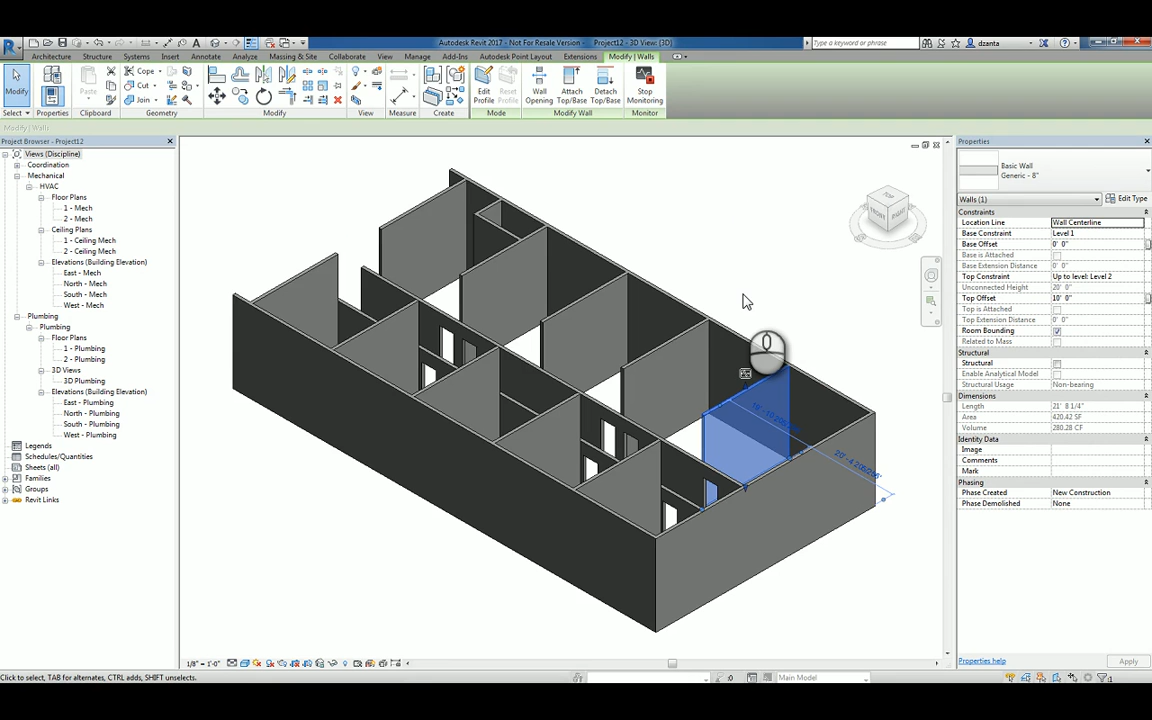 Autodesk Revit 2017 - Not For Resale Version - Project12 - 3D View: {3D}
Type a keyword or phrase
dzanta
Architecture Structure Systems Insert Annotate Analyze Massing & Site Collaborate View Manage Add-Ins Autodesk Point Layout Extensions Modify | Walls
Modify
Properties
Paste
Cope
Cut
Join
Edit Profile
Reset Profile
Wall Opening
Attach Top/Base
Detach Top/Base
Stop Monitoring
Select Properties Clipboard Geometry Modify View Measure Create Mode Modify Wall Monitor
Modify | Walls
Project Browser - Project12
Views (Discipline)
Coordination
Mechanical
HVAC
Floor Plans
1 - Mech
2 - Mech
Ceiling Plans
1 - Ceiling Mech
2 - Ceiling Mech
Elevations (Building Elevation)
East - Mech
North - Mech
South - Mech
West - Mech
Plumbing
Plumbing
Floor Plans
1 - Plumbing
2 - Plumbing
3D Views
3D Plumbing
Elevations (Building Elevation)
East - Plumbing
North - Plumbing
South - Plumbing
West - Plumbing
Legends
Schedules/Quantities
Sheets (all)
Families
Groups
Revit Links
TOP
FRONT
RIGHT
Properties
Basic Wall
Generic - 8"
Walls (1)
Edit Type
Constraints
Location Line Wall Centerline
Base Constraint Level 1
Base Offset 0' 0"
Base is Attached
Base Extension Distance 0' 0"
Top Constraint Up to level: Level 2
Unconnected Height 20' 0"
Top Offset 10' 0"
Top is Attached
Top Extension Distance 0' 0"
Room Bounding
Related to Mass
Structural
Structural
Enable Analytical Model
Structural Usage Non-bearing
Dimensions
Length 21' 8 1/4"
Area 420.42 SF
Volume 280.28 CF
Identity Data
Image
Comments
Mark
Phasing
Phase Created New Construction
Phase Demolished None
Properties help
Apply
1/8" = 1'-0"
Click to select, TAB for alternates, CTRL adds, SHIFT unselects.
:0
Main Model
:1